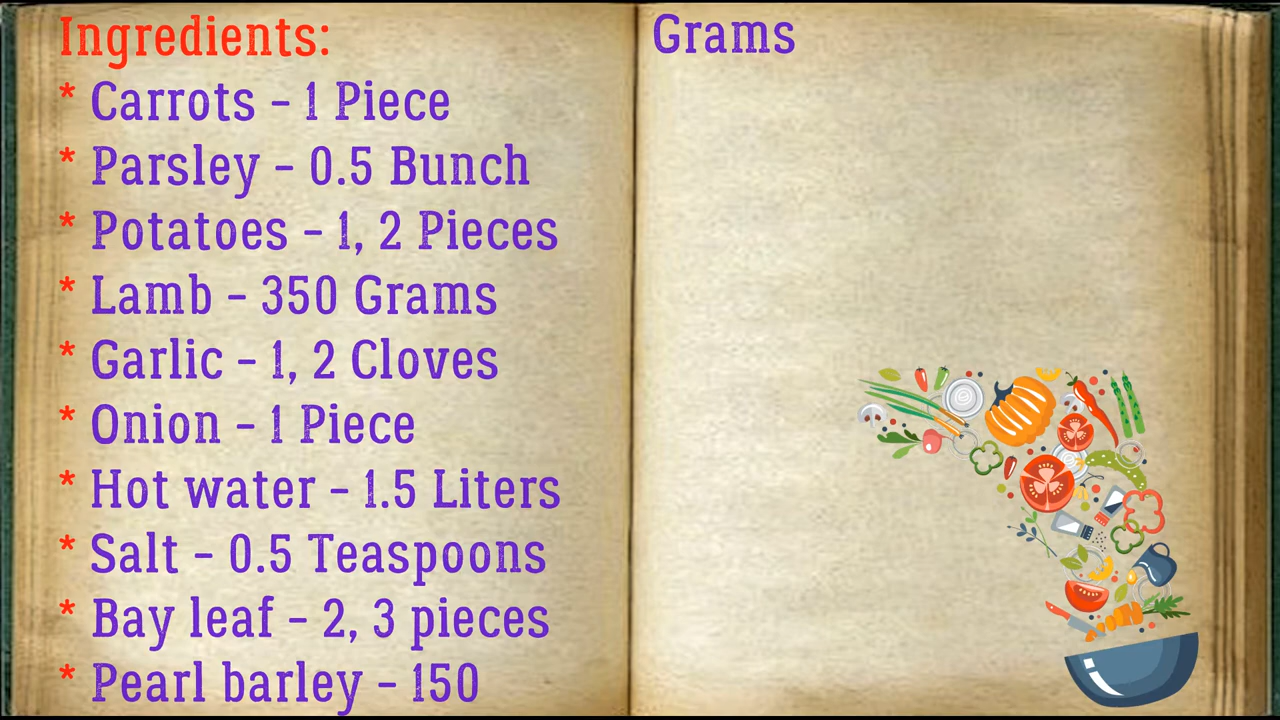 Ingredients:
* Carrots - 1 Piece
* Parsley - 0.5 Bunch
* Potatoes - 1, 2 Pieces
* Lamb - 350 Grams
* Garlic - 1, 2 Cloves
* Onion - 1 Piece
* Hot water - 1.5 Liters
* Salt - 0.5 Teaspoons
* Bay leaf - 2, 3 pieces
* Pearl barley - 150
Grams